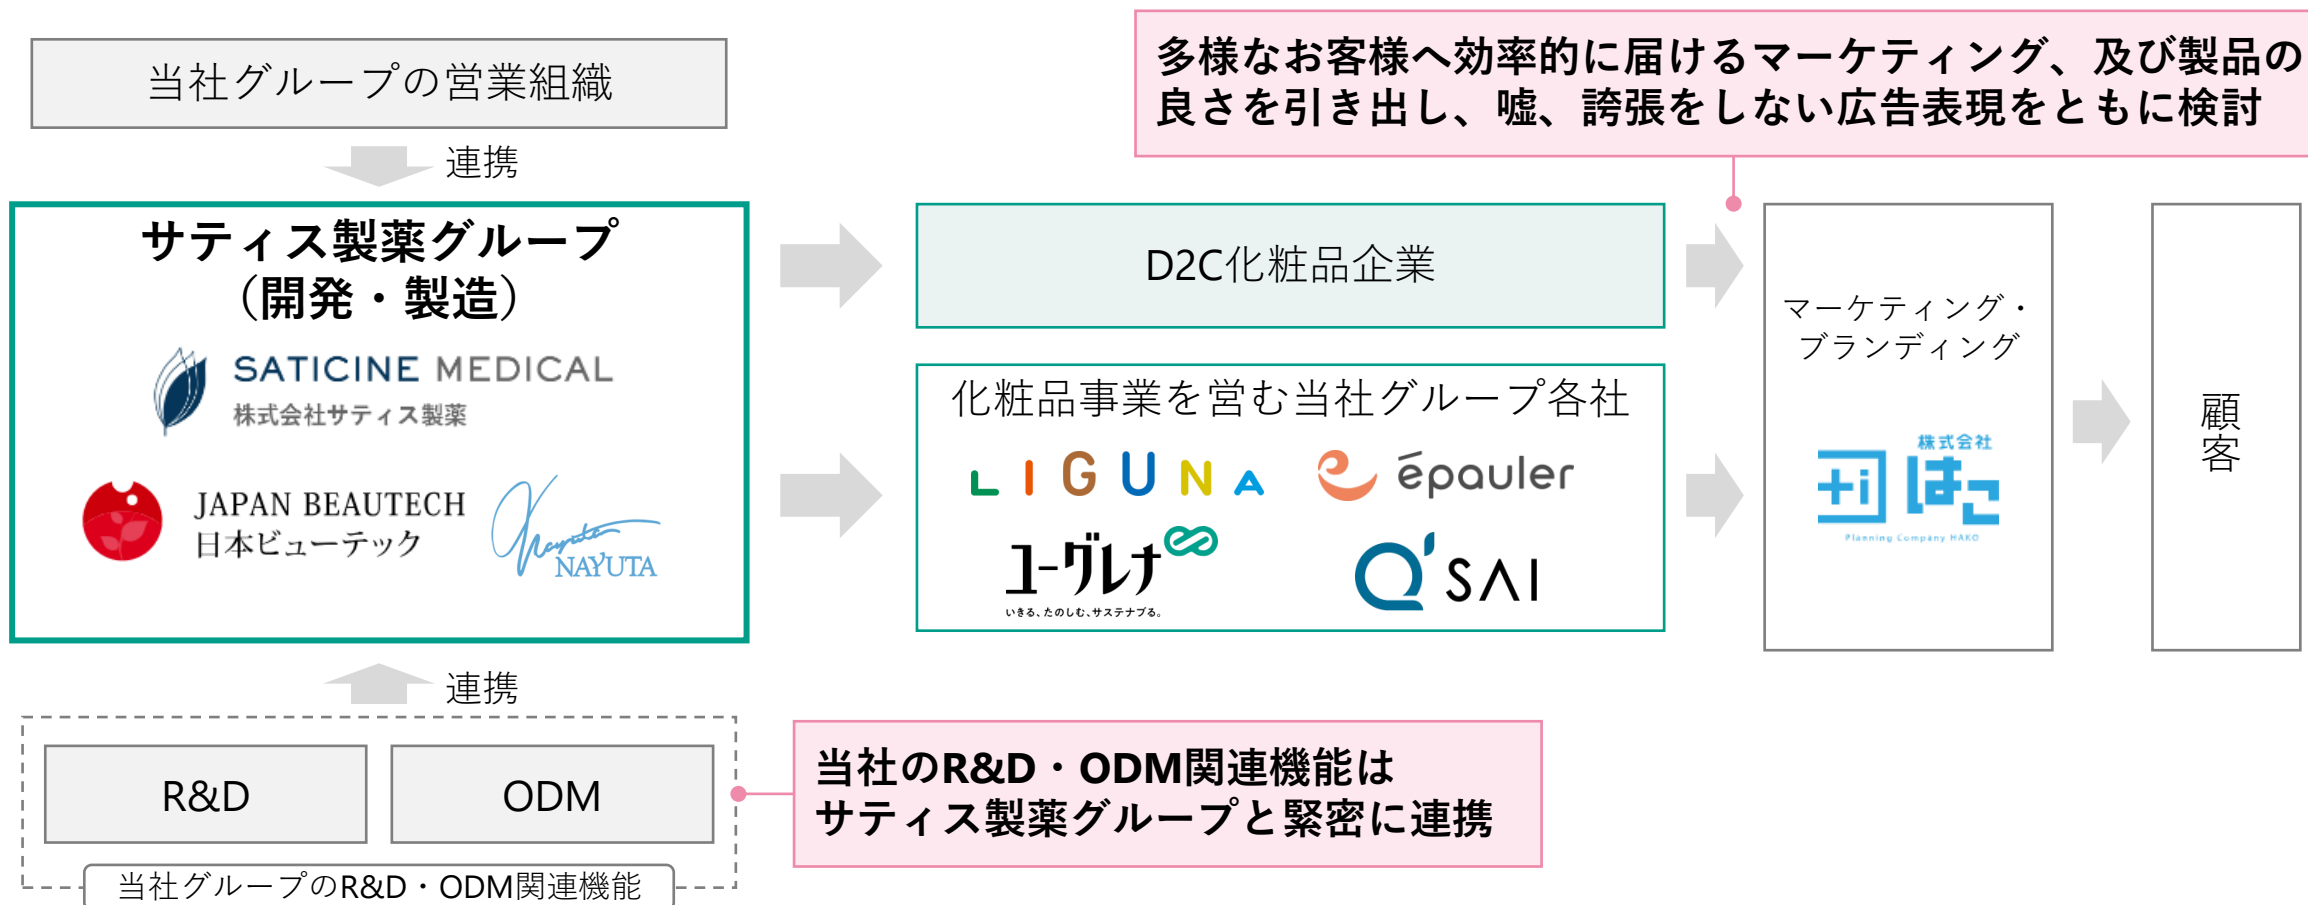 当社グループの営業組織
連携
サティス製薬グループ
(開発・製造)
SATICINE MEDICAL
株式会社サティス製薬
JAPAN BEAUTECH
日本ビューテック
Nayuta
NAYUTA
連携
R&D
ODM
当社グループのR&D・ODM関連機能
当社のR&D・ODM関連機能は
サティス製薬グループと緊密に連携
D2C化粧品企業
化粧品事業を営む当社グループ各社
LIGUNA
épauler
ユーグレナ
いきる、たのしむ、サステナブる。
Q'SAI
多様なお客様へ効率的に届けるマーケティング、及び製品の
良さを引き出し、嘘、誇張をしない広告表現をともに検討
マーケティング・
ブランディング
株式会社
はこ
Planning Company HAKO
顧客